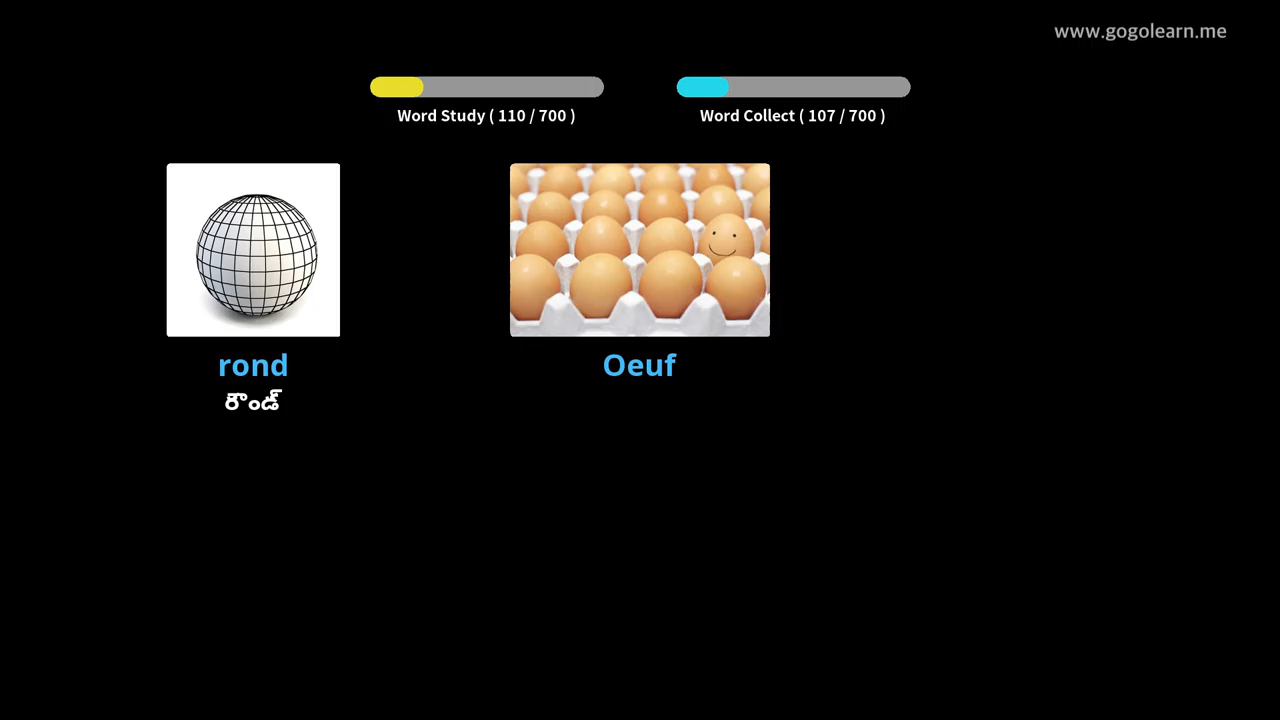 www.gogolearn.me
Word Study ( 110 / 700 )
Word Collect ( 107 / 700 )
rond
Oeuf
రౌండ్